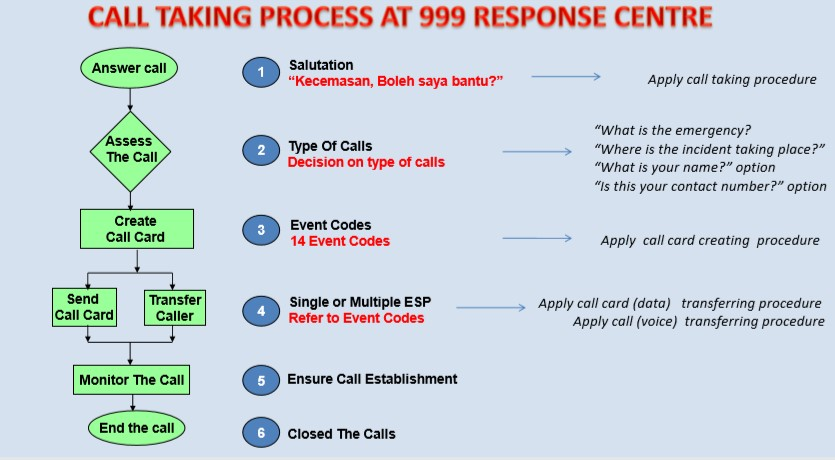 CALL TAKING PROCESS AT 999 RESPONSE CENTRE
Answer call
1
Salutation
“Kecemasan, Boleh saya bantu?”
Apply call taking procedure
Assess
The Call
2
Type Of Calls
Decision on type of calls
“What is the emergency?
“Where is the incident taking place?”
“What is your name?” option
“Is this your contact number?” option
Create
Call Card
3
Event Codes
14 Event Codes
Apply call card creating procedure
Send
Call Card
Transfer
Caller
4
Single or Multiple ESP
Refer to Event Codes
Apply call card (data) transferring procedure
Apply call (voice) transferring procedure
Monitor The Call
5
Ensure Call Establishment
End the call
6
Closed The Calls